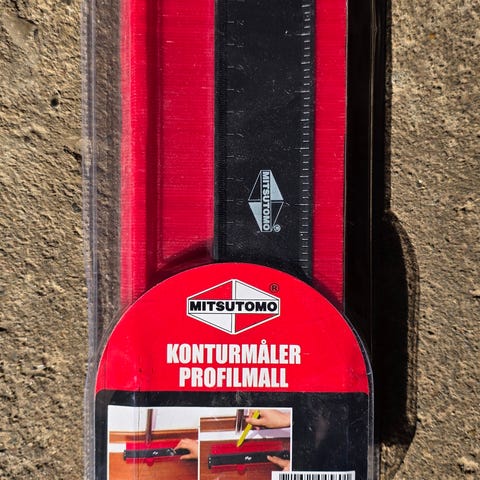 MITSUTOMO
MITSUTOMO
®
KONTURMÅLER
PROFILMALL